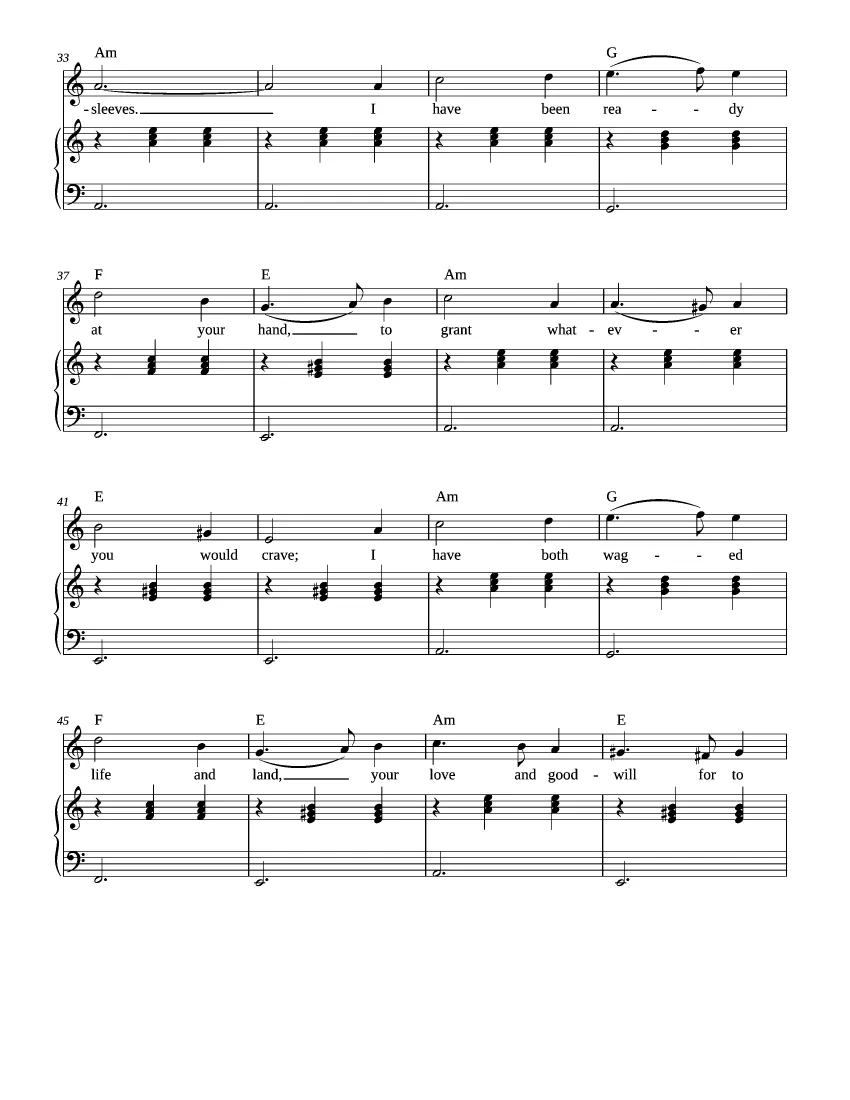 33 Am G
- sleeves. I have been rea - - dy
37 F E Am
at your hand, to grant what - ev - - er
41 E Am G
you would crave; I have both wag - - ed
45 F E Am E
life and land, your love and good - will for to